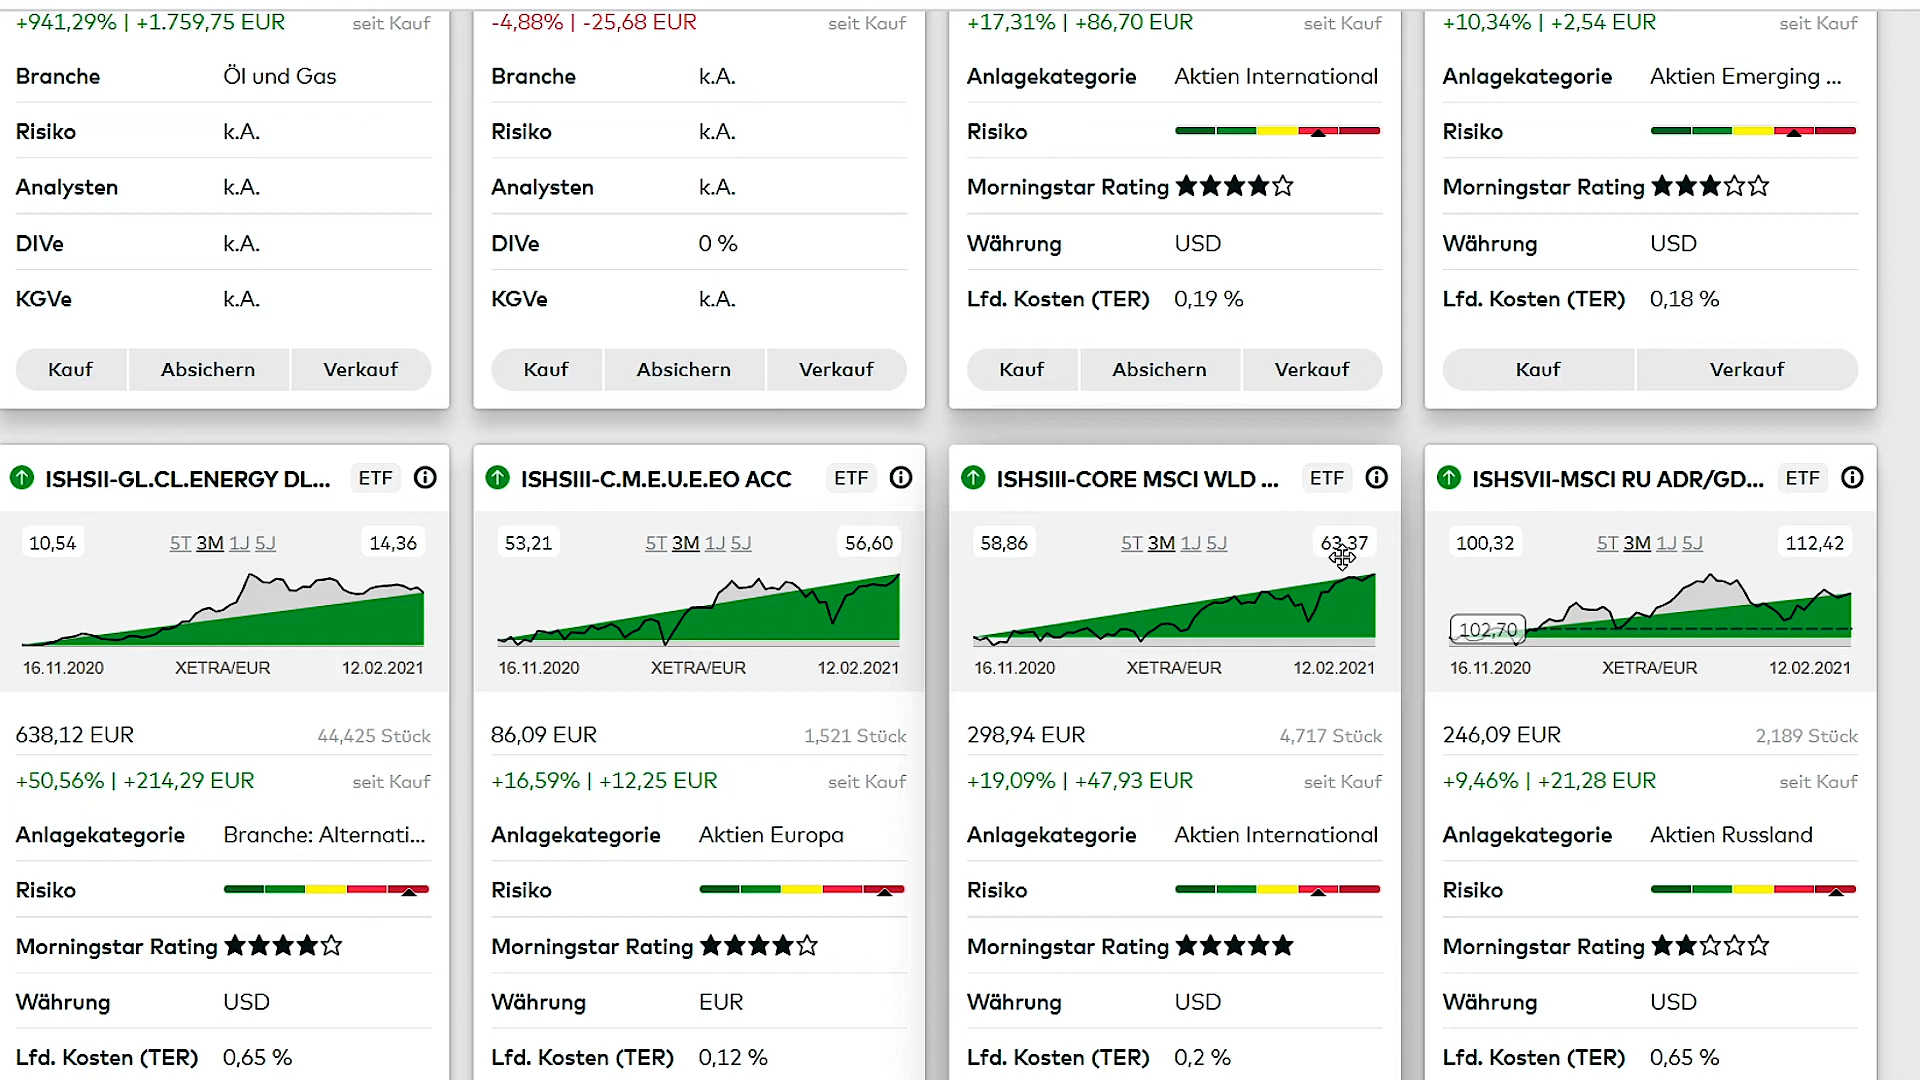 +941,29% | +1.759,75 EUR seit Kauf
Branche Öl und Gas
Risiko k.A.
Analysten k.A.
DIVe k.A.
KGVe k.A.
Kauf Absichern Verkauf
-4,88% | -25,68 EUR seit Kauf
Branche k.A.
Risiko k.A.
Analysten k.A.
DIVe 0 %
KGVe k.A.
Kauf Absichern Verkauf
+17,31% | +86,70 EUR seit Kauf
Anlagekategorie Aktien International
Risiko
Morningstar Rating
Währung USD
Lfd. Kosten (TER) 0,19 %
Kauf Absichern Verkauf
+10,34% | +2,54 EUR seit Kauf
Anlagekategorie Aktien Emerging ...
Risiko
Morningstar Rating
Währung USD
Lfd. Kosten (TER) 0,18 %
Kauf Verkauf
ISHSII-GL.CL.ENERGY DL... ETF
10,54 5T 3M 1J 5J 14,36
16.11.2020 XETRA/EUR 12.02.2021
638,12 EUR 44,425 Stück
+50,56% | +214,29 EUR seit Kauf
Anlagekategorie Branche: Alternati...
Risiko
Morningstar Rating
Währung USD
Lfd. Kosten (TER) 0,65 %
ISHSIII-C.M.E.U.E.EO ACC ETF
53,21 5T 3M 1J 5J 56,60
16.11.2020 XETRA/EUR 12.02.2021
86,09 EUR 1,521 Stück
+16,59% | +12,25 EUR seit Kauf
Anlagekategorie Aktien Europa
Risiko
Morningstar Rating
Währung EUR
Lfd. Kosten (TER) 0,12 %
ISHSIII-CORE MSCI WLD ... ETF
58,86 5T 3M 1J 5J 63,37
16.11.2020 XETRA/EUR 12.02.2021
298,94 EUR 4,717 Stück
+19,09% | +47,93 EUR seit Kauf
Anlagekategorie Aktien International
Risiko
Morningstar Rating
Währung USD
Lfd. Kosten (TER) 0,2 %
ISHSVII-MSCI RU ADR/GD... ETF
100,32 5T 3M 1J 5J 112,42
102,70
16.11.2020 XETRA/EUR 12.02.2021
246,09 EUR 2,189 Stück
+9,46% | +21,28 EUR seit Kauf
Anlagekategorie Aktien Russland
Risiko
Morningstar Rating
Währung USD
Lfd. Kosten (TER) 0,65 %